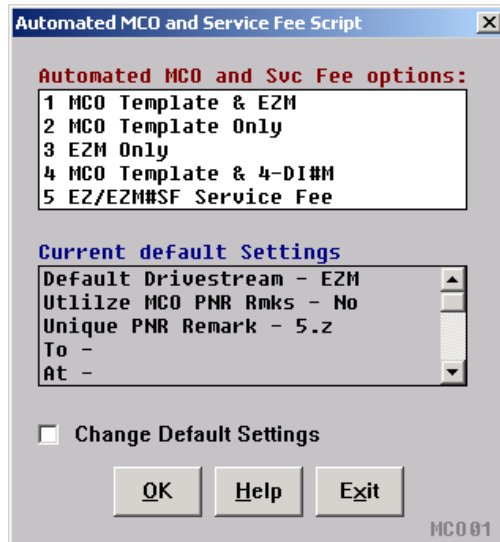 Automated MCO and Service Fee Script
Automated MCO and Svc Fee options:
1 MCO Template & EZM
2 MCO Template Only
3 EZM Only
4 MCO Template & 4-DI#M
5 EZ/EZM#SF Service Fee
Current default Settings
Default Drivestream - EZM
Utlilze MCO PNR Rmks - No
Unique PNR Remark - 5.z
To -
At -
Change Default Settings
OK Help Exit
MCO01